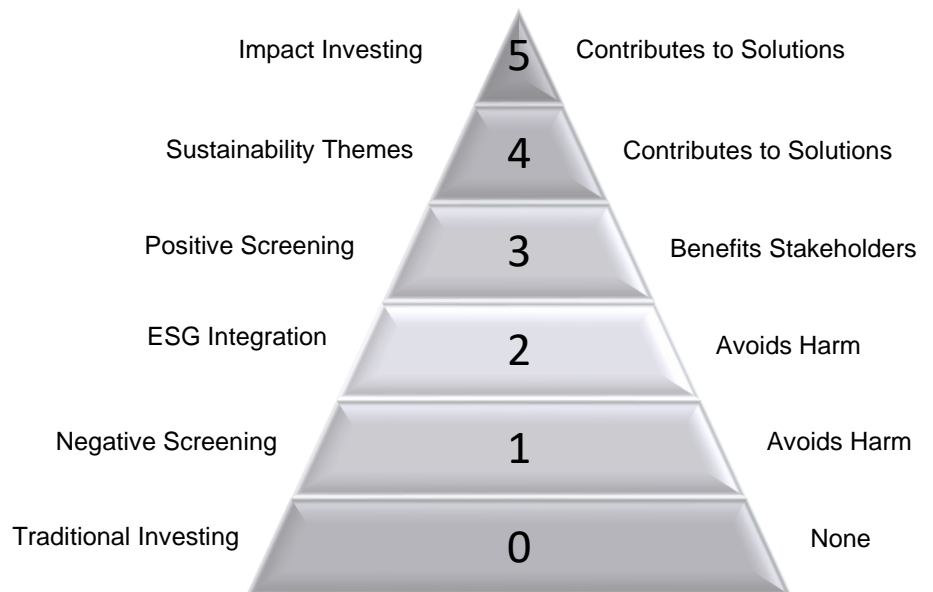 Impact Investing 5 Contributes to Solutions
Sustainability Themes 4 Contributes to Solutions
Positive Screening 3 Benefits Stakeholders
ESG Integration 2 Avoids Harm
Negative Screening 1 Avoids Harm
Traditional Investing 0 None